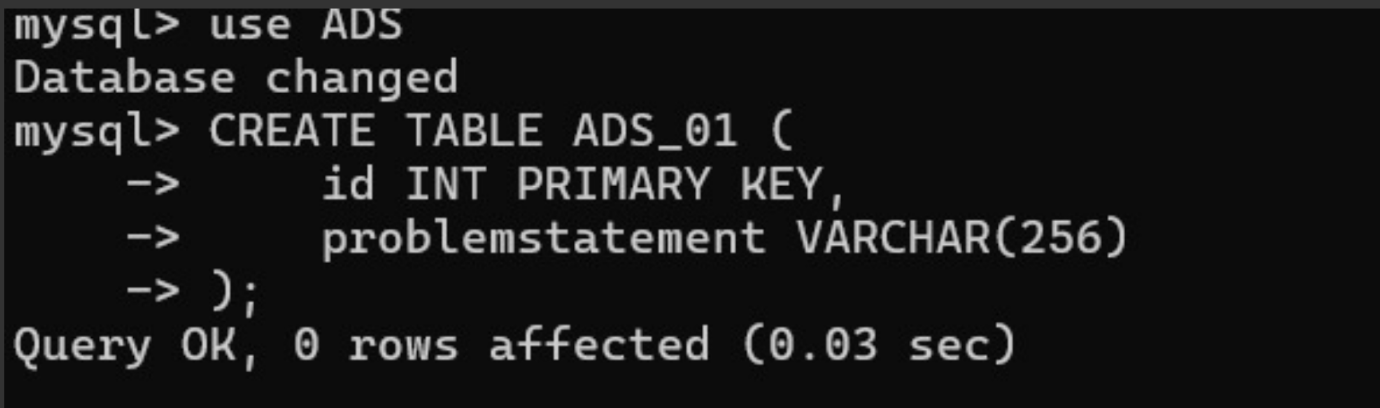 mysql> use ADS
Database changed
mysql> CREATE TABLE ADS_01 (
    ->     id INT PRIMARY KEY,
    ->     problemstatement VARCHAR(256)
    -> );
Query OK, 0 rows affected (0.03 sec)